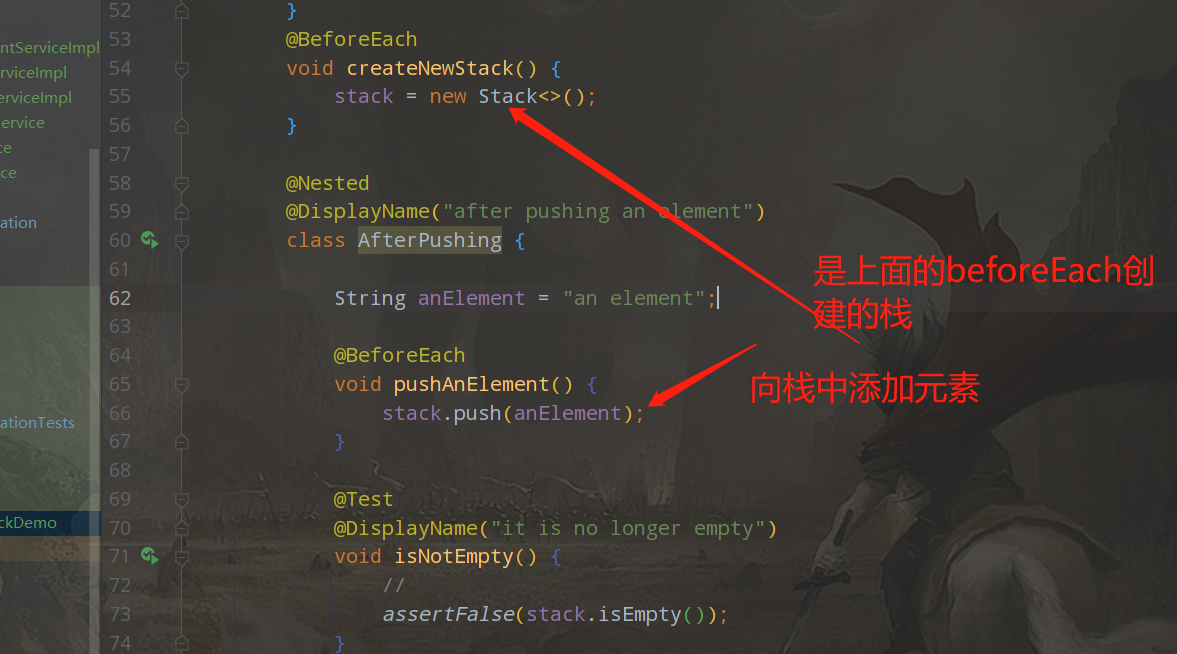 52 }
53 @BeforeEach
ntServiceImpl
54 void createNewStack() {
rviceImpl
55 stack = new Stack<>();
erviceImpl
56 }
ervice
57
ce
58 @Nested
ce
59 @DisplayName("after pushing an element")
ation
60 class AfterPushing {
61
是上面的beforeEach创
建的栈
62 String anElement = "an element";
63
64 @BeforeEach
65 void pushAnElement() {
向栈中添加元素
66 stack.push(anElement);
ationTests
67 }
68
69 @Test
ckDemo
70 @DisplayName("it is no longer empty")
71 void isNotEmpty() {
72 //
73 assertFalse(stack.isEmpty());
74 }